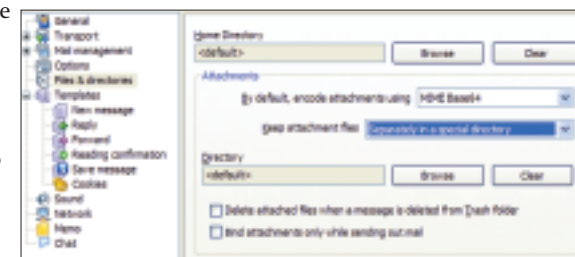 e
General
Transport
Mail management
Options
Files & directories
Templates
New message
Reply
Forward
Reading confirmation
Save message
Cookies
Sound
Network
Memo
Chat
Home Directory
<default>
Browse
Clear
Attachments
By default, encode attachments using
MIME Base64
Keep attachment files
Separately in a special directory
Directory
<default>
Browse
Clear
Delete attached files when a message is deleted from Trash folder
Bind attachments only while sending out mail